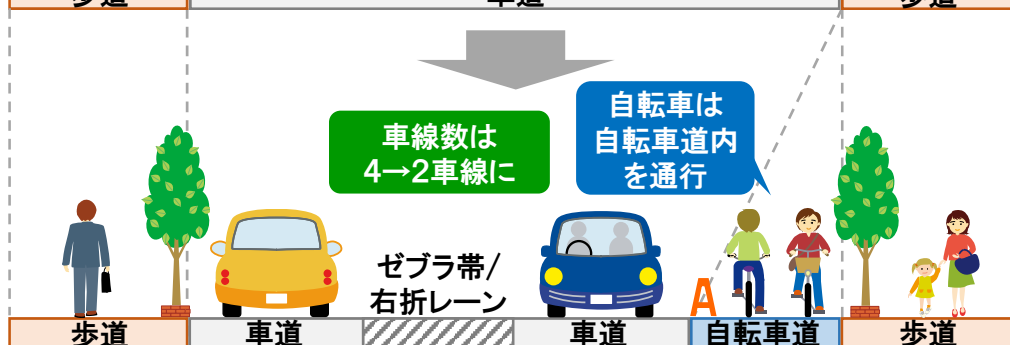 歩道 車道 歩道
車線数は
4→2車線に
自転車は
自転車道内
を通行
ゼブラ帯/
右折レーン
A
歩道 車道 車道 自転車道 歩道